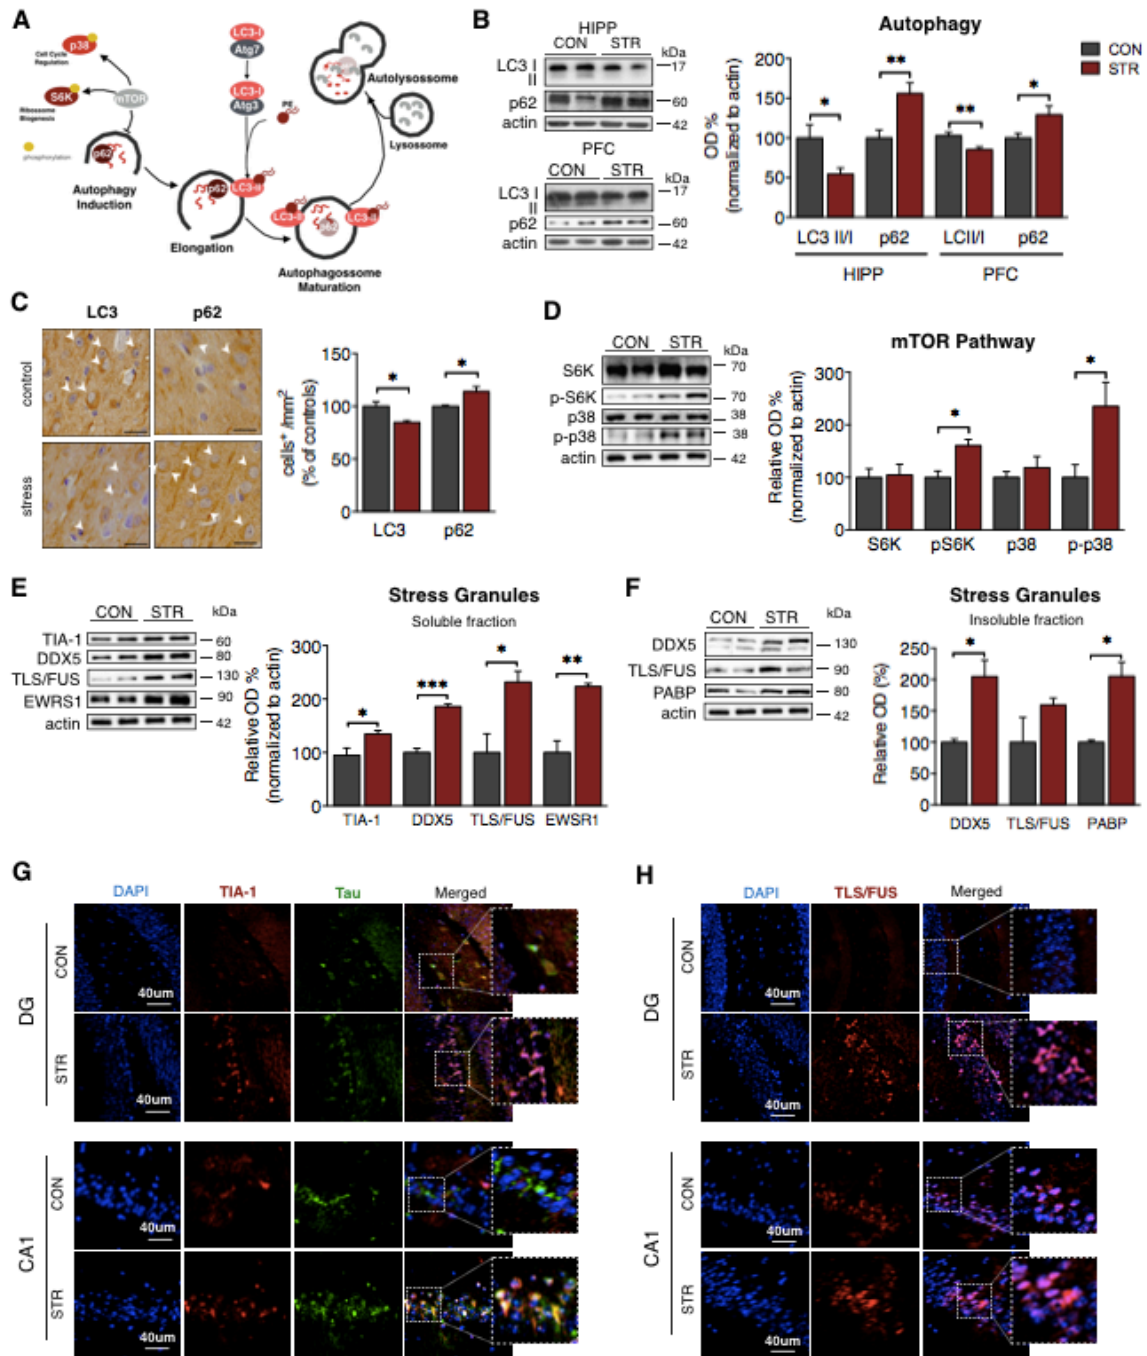 A
p38
Cell Cycle
Regulation
S6K
Ribossome
Biogenesis
mTOR
phosphorylation
p62
Autophagy
Induction
LC3-I
Atg7
LC3-I
Atg3
PE
p62
LC3-II
Elongation
LC3-II
p62
LC3-II
Autophagossome
Maturation
Autolysossome
Lysossome
B
HIPP
CON STR
kDa
LC3 I
II
17
p62
60
actin
42
PFC
CON STR
kDa
LC3 I
II
17
p62
60
actin
42
Autophagy
CON
STR
OD %
(normalized to actin)
200
150
100
50
0
* ** ** *
LC3 II/I p62 LCII/I p62
HIPP PFC
C
LC3 p62
control
stress
cells+ /mm2
(% of controls)
150
100
50
0
* *
LC3 p62
D
CON STR
kDa
S6K 70
p-S6K 70
p38 38
p-p38 38
actin 42
mTOR Pathway
Relative OD %
(normalized to actin)
300
200
100
0
* *
S6K pS6K p38 p-p38
E
CON STR kDa
TIA-1 60
DDX5 80
TLS/FUS 130
EWRS1 90
actin 42
Stress Granules
Soluble fraction
Relative OD %
(normalized to actin)
300
200
100
0
* *** * **
TIA-1 DDX5 TLS/FUS EWSR1
F
CON STR kDa
DDX5 130
TLS/FUS 90
PABP 80
actin 42
Stress Granules
Insoluble fraction
Relative OD (%)
250
200
150
100
50
0
* *
DDX5 TLS/FUS PABP
G
DAPI TIA-1 Tau Merged
DG
CON
40um
STR
40um
CA1
CON
40um
STR
40um
H
DAPI TLS/FUS Merged
DG
CON
40um
STR
40um
CA1
CON
40um
STR
40um